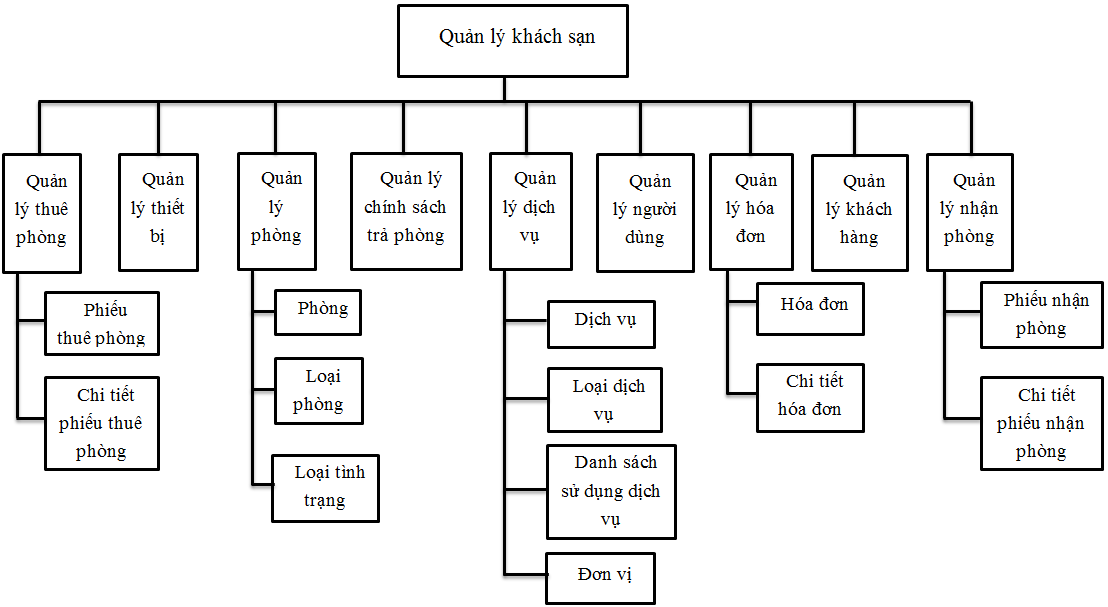 Quản lý khách sạn
Quản
lý thuê
phòng
Quản
lý thiết
bị
Quản
lý
phòng
Quản lý
chính sách
trả phòng
Quản
lý dịch
vụ
Quản
lý người
dùng
Quản
lý hóa
đơn
Quản
lý khách
hàng
Quản
lý nhận
phòng
Phiếu
thuê phòng
Chi tiết
phiếu thuê
phòng
Phòng
Loại
phòng
Loại tình
trạng
Dịch vụ
Loại dịch
vụ
Danh sách
sử dụng dịch
vụ
Đơn vị
Hóa đơn
Chi tiết
hóa đơn
Phiếu nhận
phòng
Chi tiết
phiếu nhận
phòng